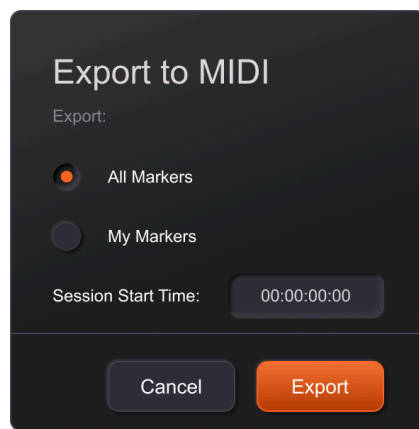 Export to MIDI
Export:
All Markers
My Markers
Session Start Time: 00:00:00:00
Cancel Export